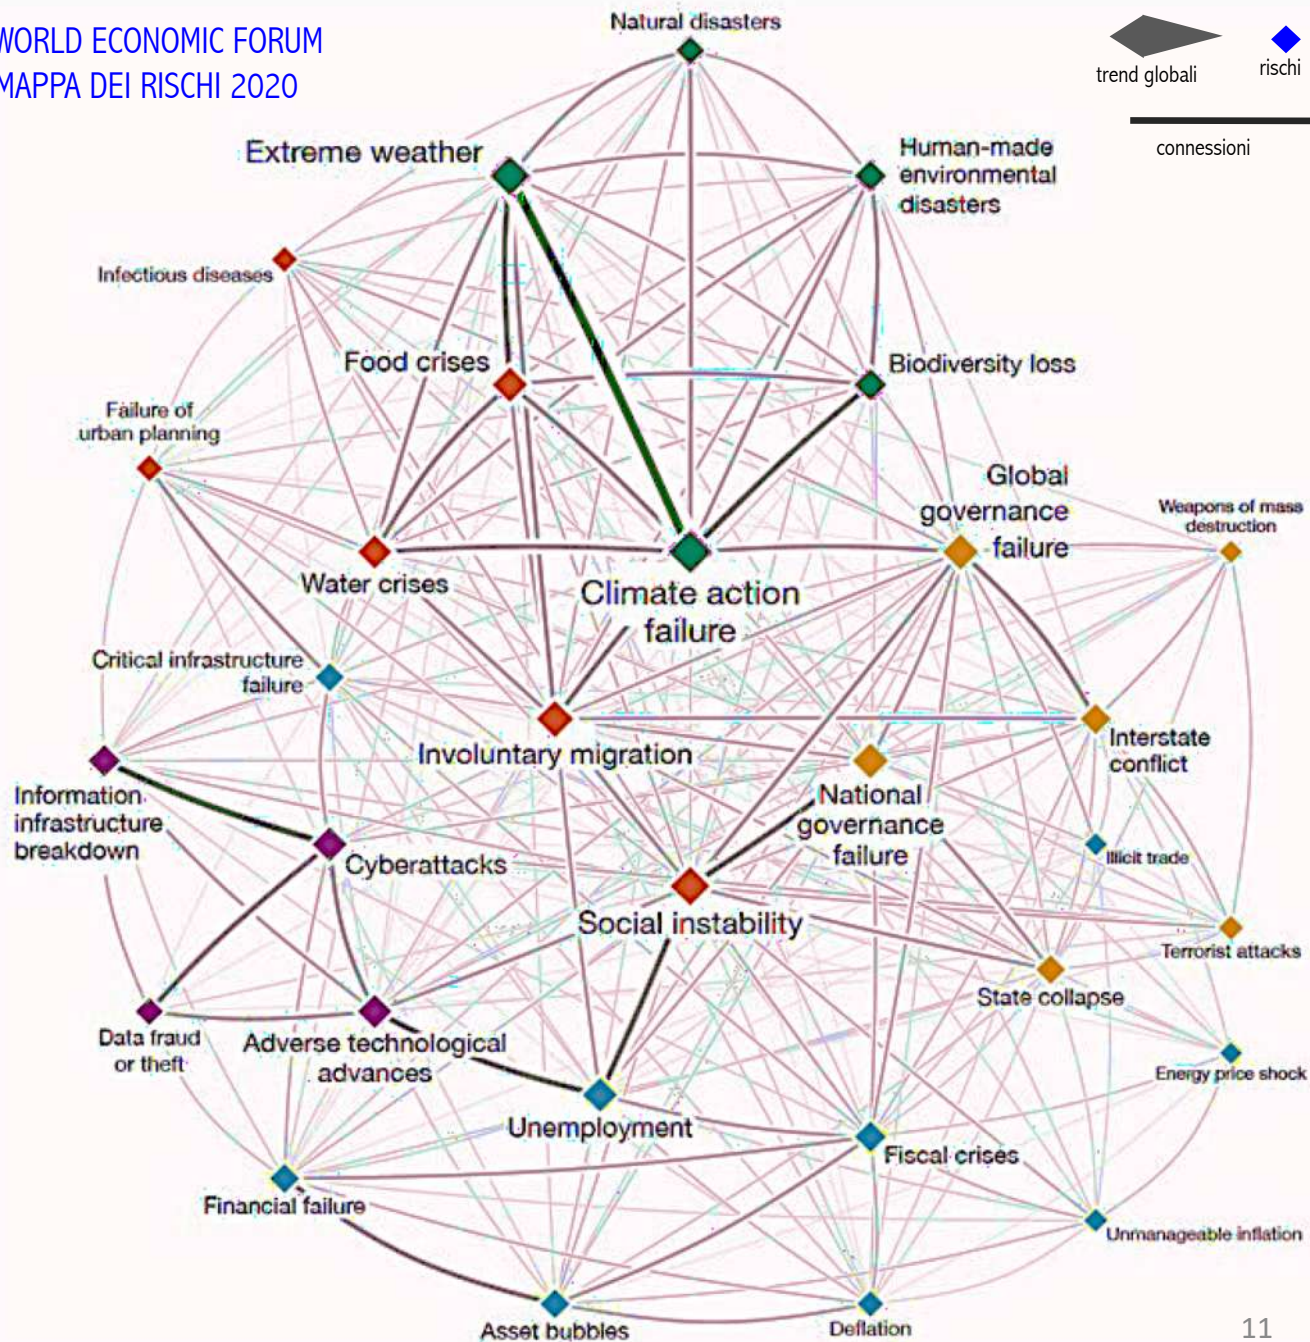 WORLD ECONOMIC FORUM
MAPPA DEI RISCHI 2020
trend globali
rischi
connessioni
Natural disasters
Extreme weather
Human-made
environmental
disasters
Infectious diseases
Food crises
Biodiversity loss
Failure of
urban planning
Global
governance
failure
Weapons of mass
destruction
Water crises
Climate action
failure
Critical infrastructure
failure
Involuntary migration
Interstate
conflict
Information
infrastructure
breakdown
National
governance
failure
Cyberattacks
Illicit trade
Social instability
Terrorist attacks
State collapse
Data fraud
or theft
Adverse technological
advances
Energy price shock
Unemployment
Fiscal crises
Financial failure
Unmanageable inflation
Asset bubbles
Deflation
11